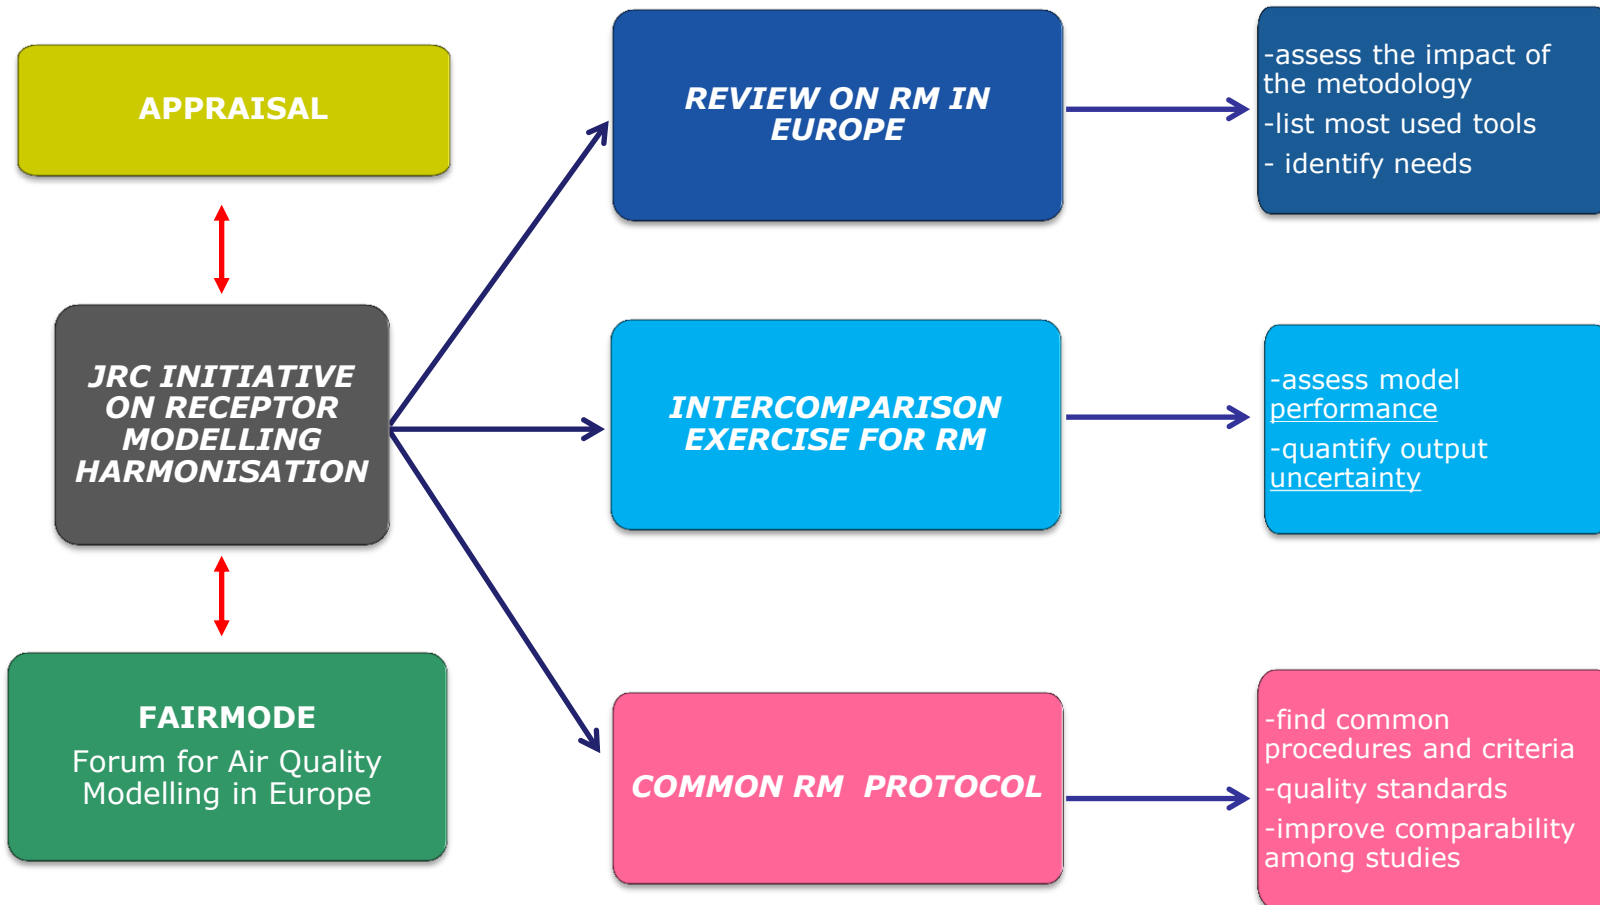 APPRAISAL
JRC INITIATIVE
ON RECEPTOR
MODELLING
HARMONISATION
FAIRMODE
Forum for Air Quality
Modelling in Europe
REVIEW ON RM IN
EUROPE
-assess the impact of
the metodology
-list most used tools
- identify needs
INTERCOMPARISON
EXERCISE FOR RM
-assess model
performance
-quantify output
uncertainty
COMMON RM  PROTOCOL
-find common
procedures and criteria
-quality standards
-improve comparability
among studies